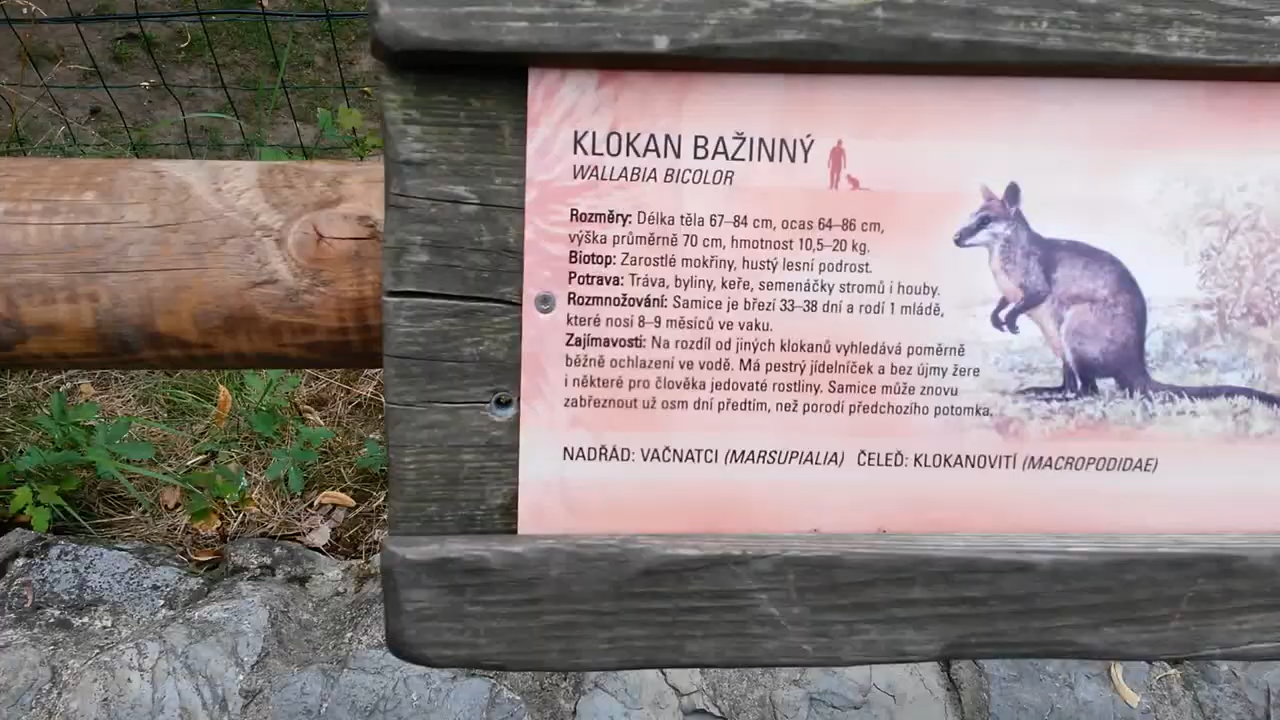 KLOKAN BAŽINNÝ
WALLABIA BICOLOR
Rozměry: Délka těla 67–84 cm, ocas 64–86 cm,
výška průměrně 70 cm, hmotnost 10,5–20 kg.
Biotop: Zarostlé mokřiny, hustý lesní podrost.
Potrava: Tráva, byliny, keře, semenáčky stromů i houby.
Rozmnožování: Samice je březí 33–38 dní a rodí 1 mládě,
které nosí 8–9 měsíců ve vaku.
Zajímavosti: Na rozdíl od jiných klokanů vyhledává poměrně
běžně ochlazení ve vodě. Má pestrý jídelníček a bez újmy žere
i některé pro člověka jedovaté rostliny. Samice může znovu
zabřeznout už osm dní předtím, než porodí předchozího potomka.
NADŘÁD: VAČNATCI (MARSUPIALIA) ČELEĎ: KLOKANOVITÍ (MACROPODIDAE)